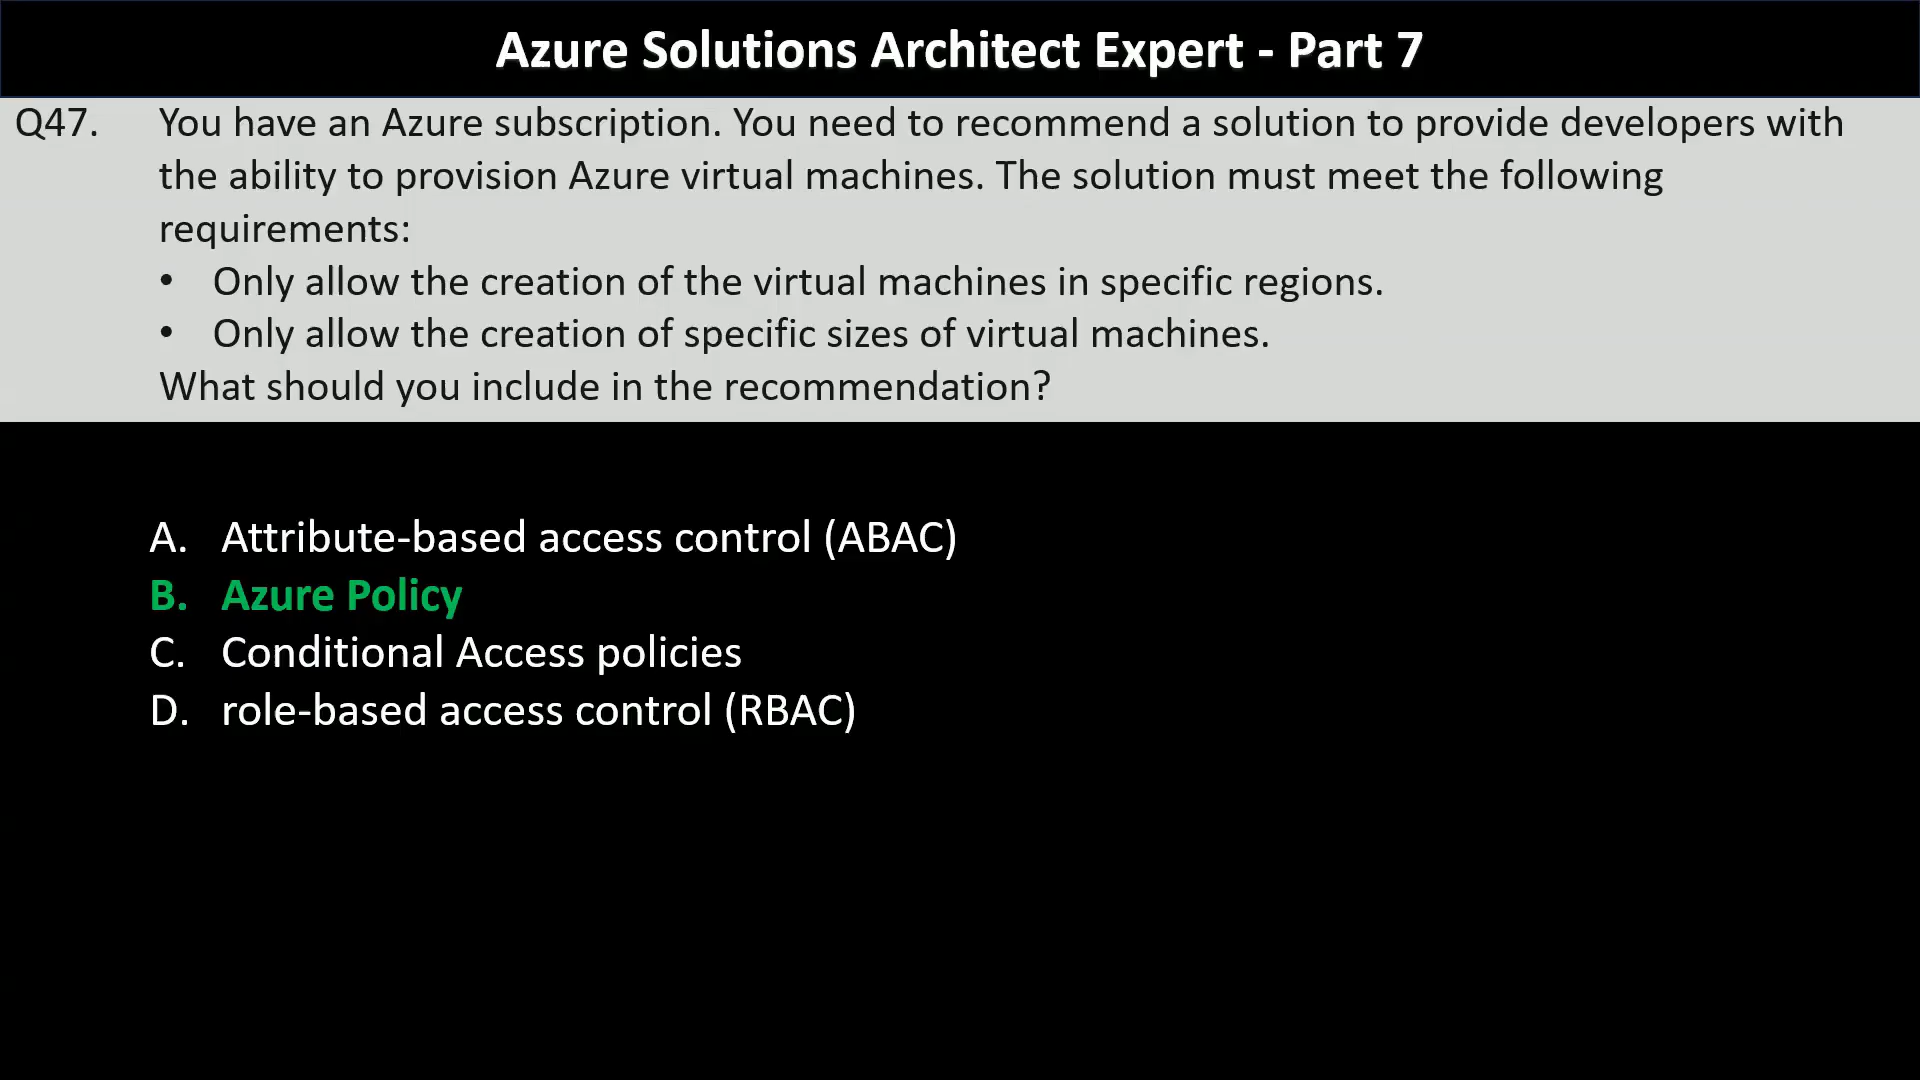 Azure Solutions Architect Expert - Part 7
Q47. You have an Azure subscription. You need to recommend a solution to provide developers with
the ability to provision Azure virtual machines. The solution must meet the following
requirements:
• Only allow the creation of the virtual machines in specific regions.
• Only allow the creation of specific sizes of virtual machines.
What should you include in the recommendation?
A. Attribute-based access control (ABAC)
B. Azure Policy
C. Conditional Access policies
D. role-based access control (RBAC)